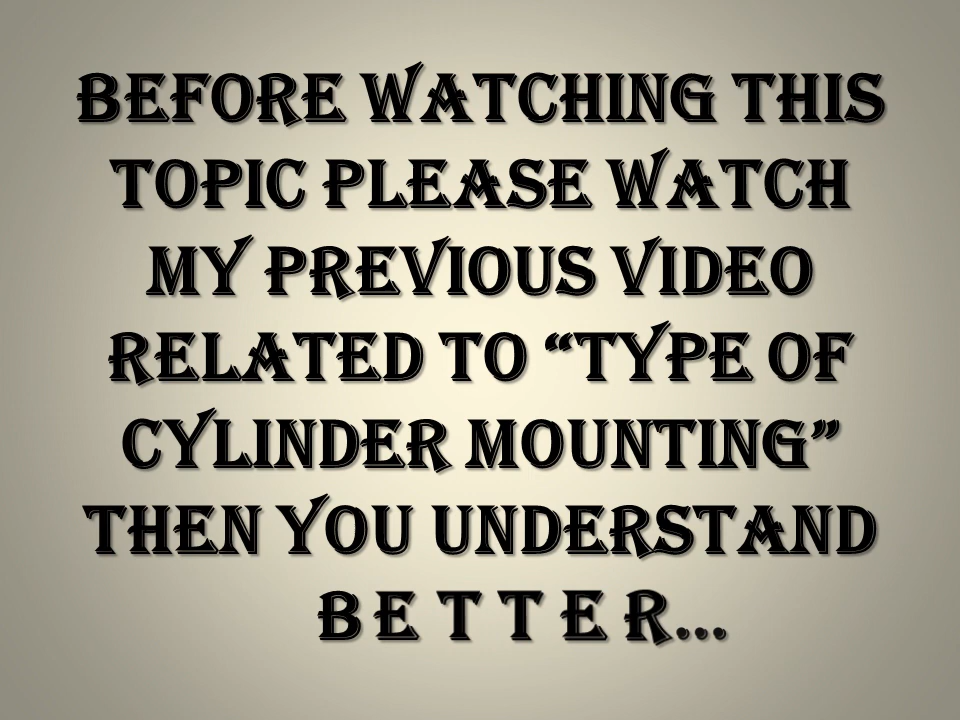 BEFORE WATCHING THIS
TOPIC PLEASE WATCH
MY PREVIOUS VIDEO
RELATED TO “TYPE OF
CYLINDER MOUNTING”
THEN YOU UNDERSTAND
B E T T E R...